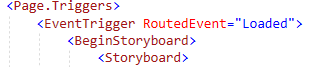 <Page.Triggers>
<EventTrigger RoutedEvent="Loaded">
<BeginStoryboard>
<Storyboard>